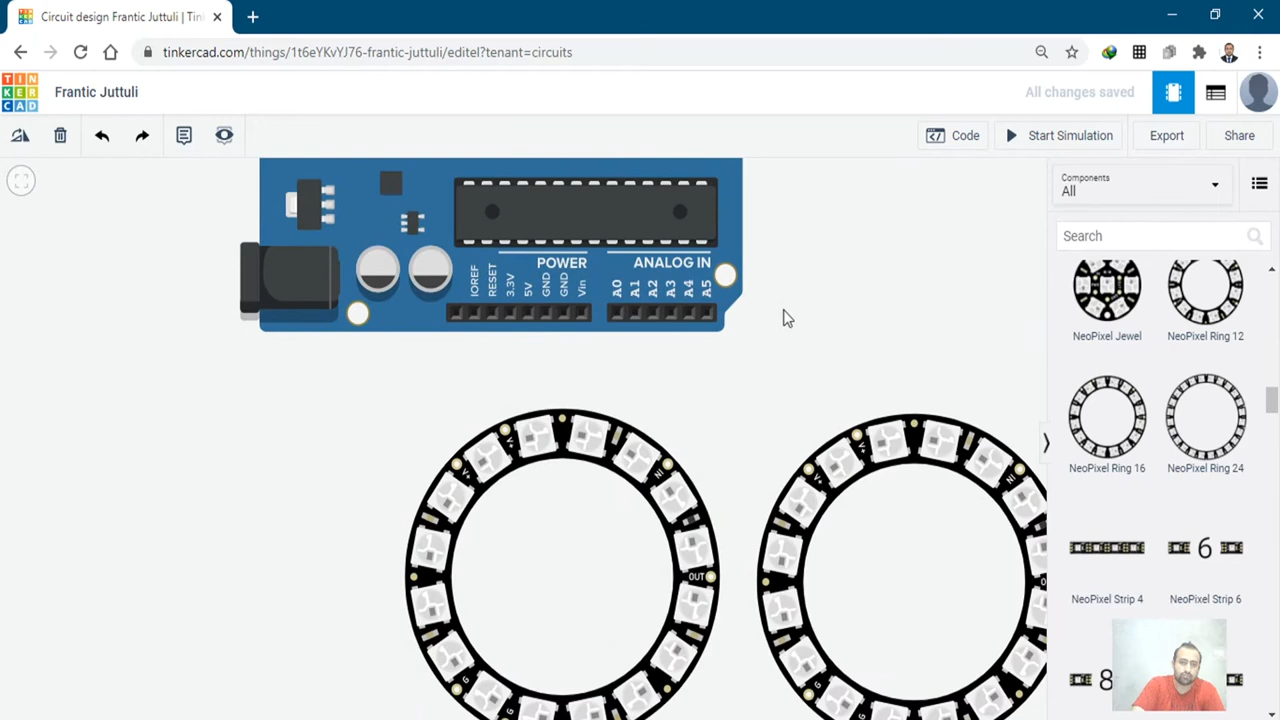 Circuit design Frantic Juttuli | Tin
tinkercad.com/things/1t6eYKvYJ76-frantic-juttuli/editel?tenant=circuits
TIN
KER
CAD
Frantic Juttuli
All changes saved
Code
Start Simulation
Export
Share
Components
All
Search
POWER
ANALOG IN
IOREF
RESET
3.3V
5V
GND
GND
Vin
A0
A1
A2
A3
A4
A5
NeoPixel Jewel
NeoPixel Ring 12
NeoPixel Ring 16
NeoPixel Ring 24
6
NeoPixel Strip 4
NeoPixel Strip 6
8
V+
V+
IN
OUT
G
G
V+
V+
IN
O
G